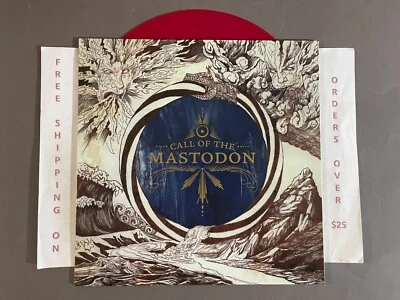 FREE SHIPPING ON
CALL OF THE
MASTODON
ORDERS OVER
$25